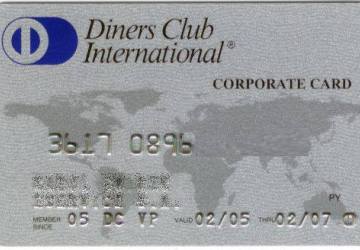 Diners Club
International®
CORPORATE CARD
3617 0896
PY
MEMBER SINCE 05 DC VP VALID 02/05 THRU 02/07